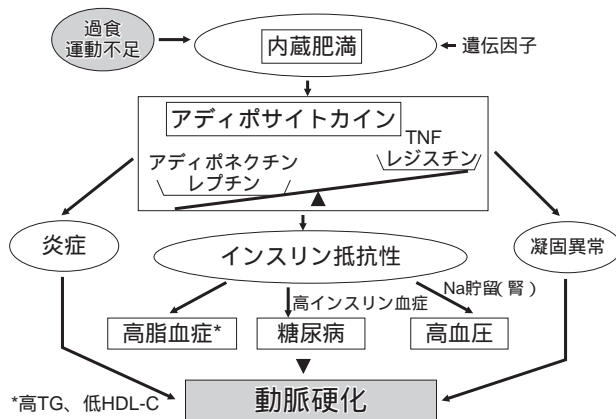 過食
運動不足
内蔵肥満
遺伝因子
アディポサイトカイン
TNF
レジスチン
アディポネクチン
レプチン
炎症
インスリン抵抗性
凝固異常
Na貯留(腎)
高インスリン血症
高脂血症*
糖尿病
高血圧
*高TG、低HDL-C
動脈硬化